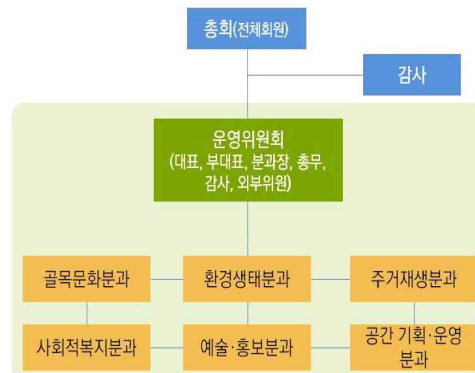 총회(전체회원)
감사
운영위원회
(대표, 부대표, 분과장, 총무,
감사, 외부위원)
골목문화분과
환경생태분과
주거재생분과
사회적복지분과
예술·홍보분과
공간 기획·운영
분과